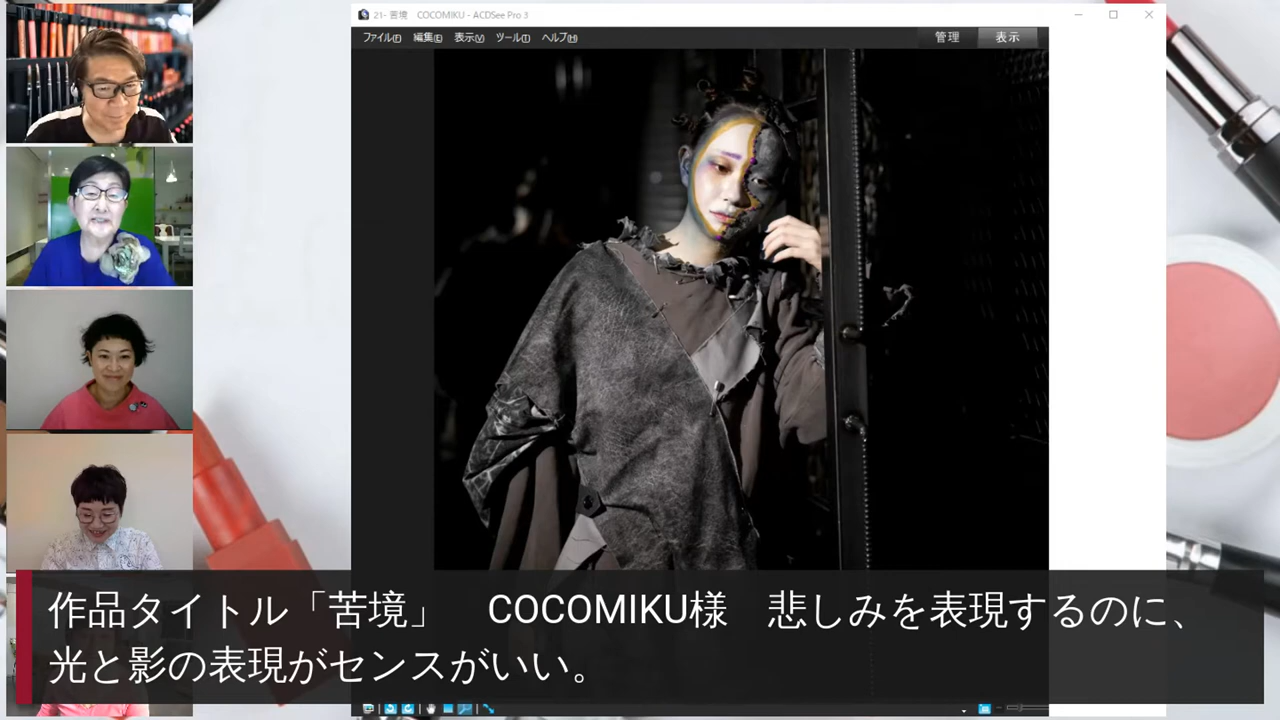 21- 苦境　COCOMIKU - ACDSee Pro 3
ファイル(F) 編集(E) 表示(V) ツール(T) ヘルプ(H) 管理 表示
作品タイトル「苦境」　COCOMIKU様　悲しみを表現するのに、
光と影の表現がセンスがいい。